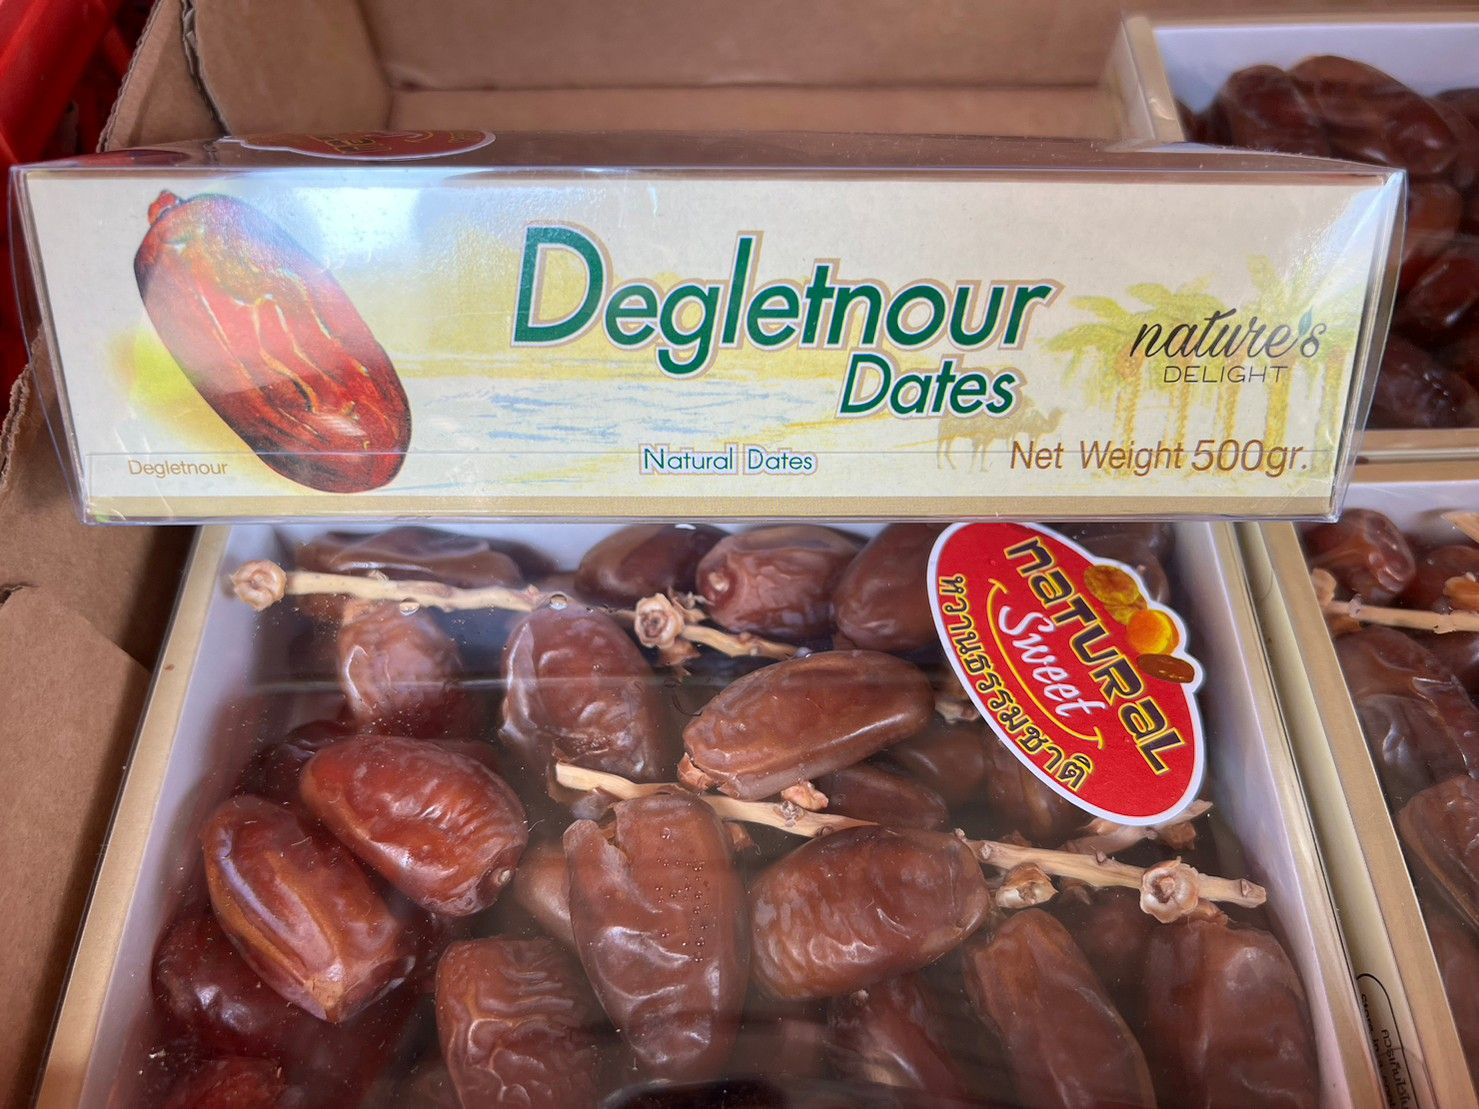 Degletnour
Dates
nature's
DELIGHT
Degletnour
Natural Dates
Net Weight 500gr.
NATURAL
Sweet
หวานธรรมชาติ